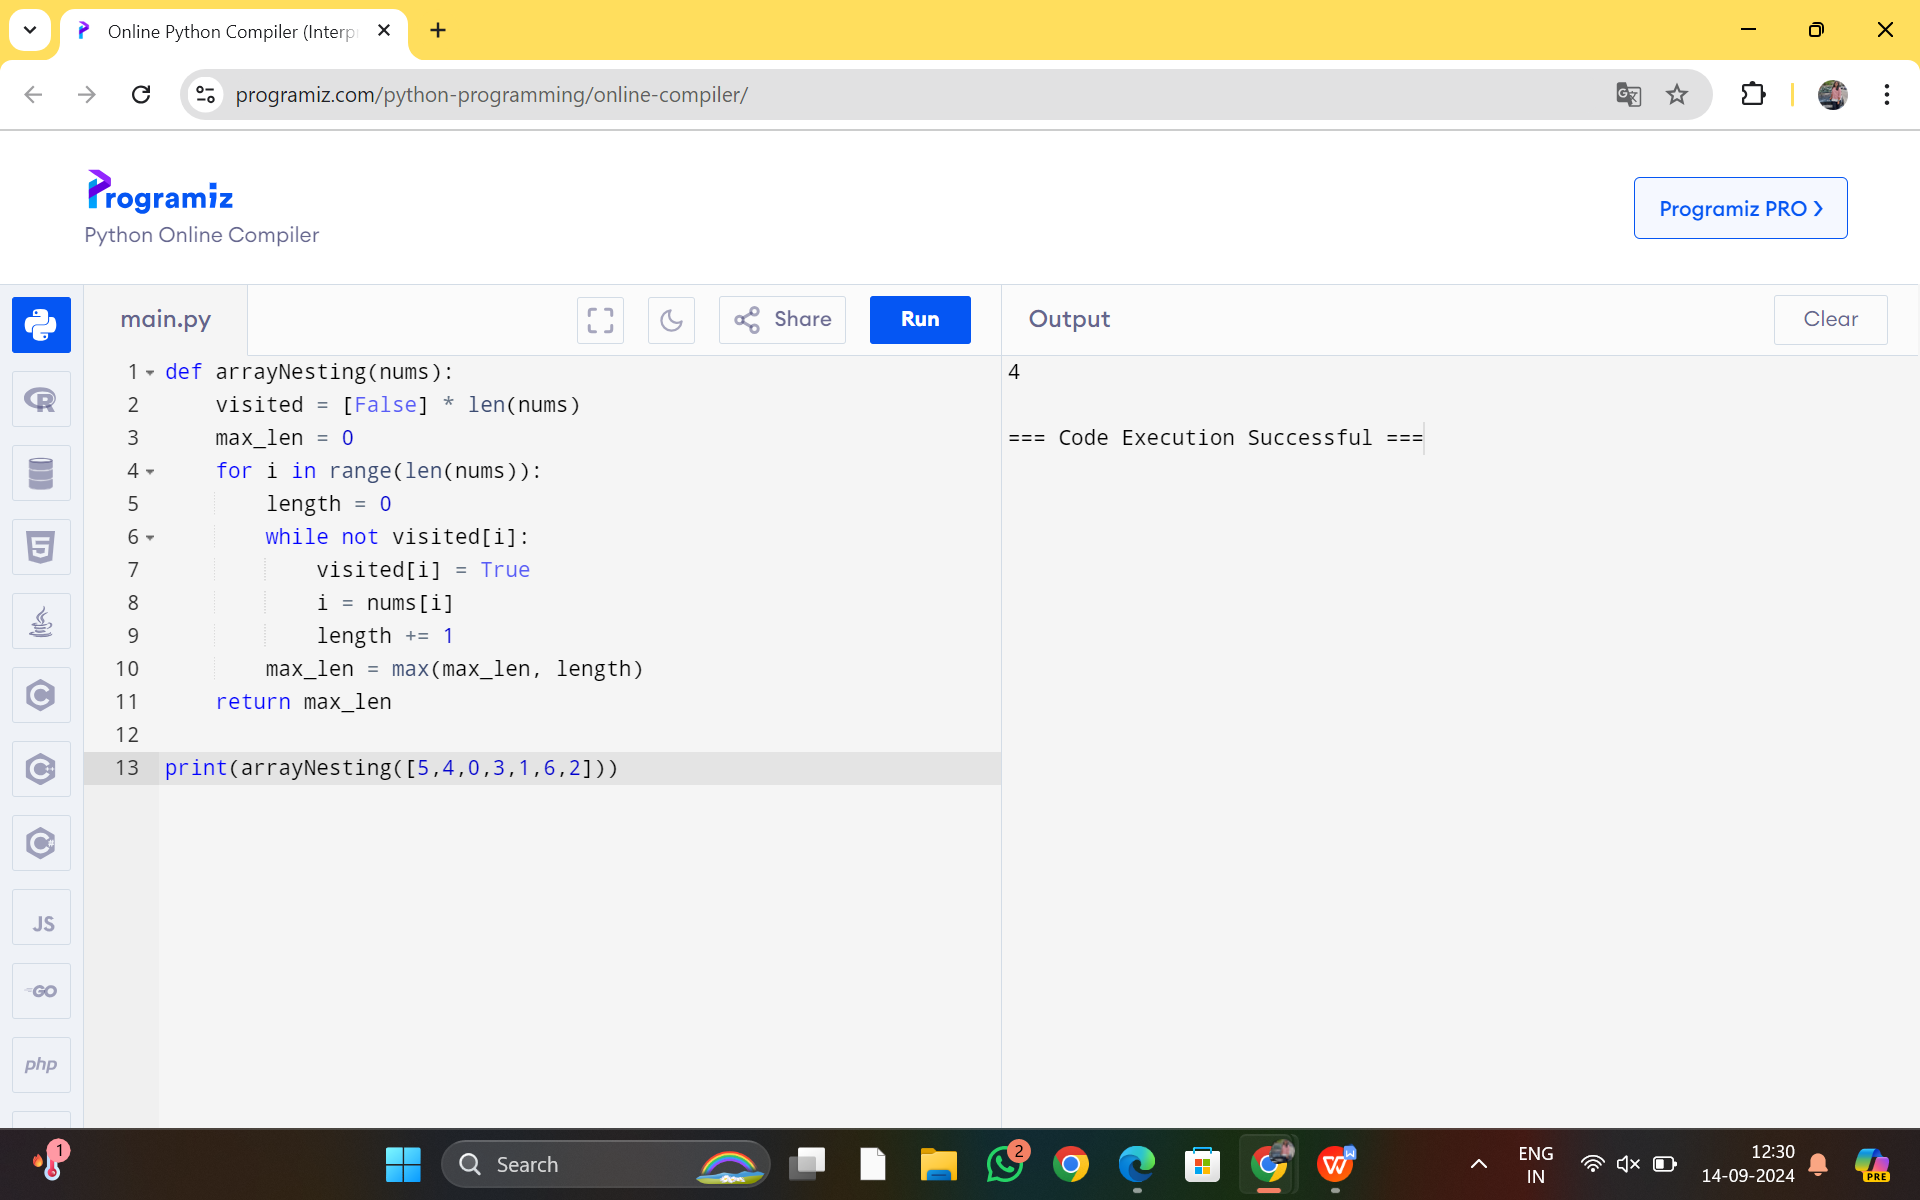 Online Python Compiler (Interp
programiz.com/python-programming/online-compiler/
Programiz
Python Online Compiler
Programiz PRO
main.py
Share
Run
Output
Clear
1 def arrayNesting(nums):
2     visited = [False] * len(nums)
3     max_len = 0
4     for i in range(len(nums)):
5         length = 0
6         while not visited[i]:
7             visited[i] = True
8             i = nums[i]
9             length += 1
10         max_len = max(max_len, length)
11     return max_len
12
13 print(arrayNesting([5,4,0,3,1,6,2]))
4
=== Code Execution Successful ===
R
5
C
C++
C#
JS
GO
php
1
Search
2
W
W
ENG
IN
12:30
14-09-2024
PRE